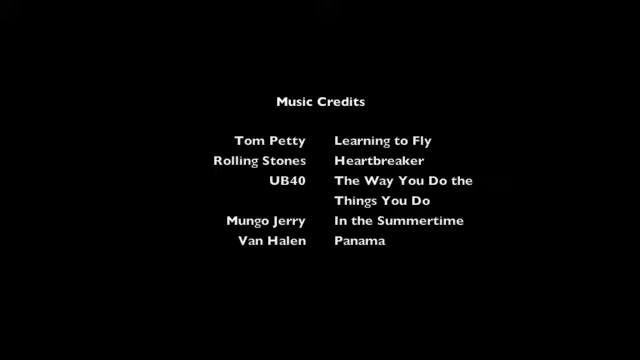 Music Credits
Tom Petty Learning to Fly
Rolling Stones Heartbreaker
UB40 The Way You Do the
Things You Do
Mungo Jerry In the Summertime
Van Halen Panama